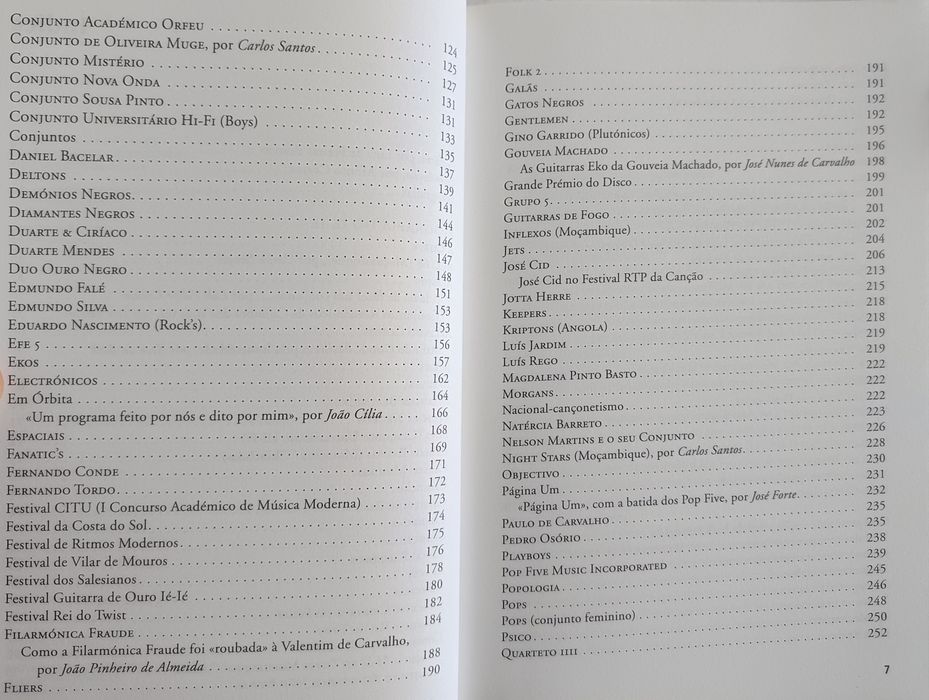 Conjunto Académico Orfeu . . . . . 124
Conjunto de Oliveira Muge, por Carlos Santos . . . . . 125
Conjunto Mistério . . . . . 127
Conjunto Nova Onda . . . . . 131
Conjunto Sousa Pinto . . . . . 131
Conjunto Universitário Hi-Fi (Boys) . . . . . 133
Conjuntos . . . . . 135
Daniel Bacelar . . . . . 137
Deltons . . . . . 139
Demónios Negros . . . . . 141
Diamantes Negros . . . . . 144
Duarte & Ciríaco . . . . . 146
Duarte Mendes . . . . . 147
Duo Ouro Negro . . . . . 148
Edmundo Falé . . . . . 151
Edmundo Silva . . . . . 153
Eduardo Nascimento (Rock's) . . . . . 153
Efe 5 . . . . . 156
Ekos . . . . . 157
Electrónicos . . . . . 162
Em Órbita . . . . . 164
«Um programa feito por nós e dito por mim», por João Cília . . . . . 166
Espaciais . . . . . 168
Fanatic's . . . . . 169
Fernando Conde . . . . . 171
Fernando Tordo . . . . . 172
Festival CITU (I Concurso Académico de Música Moderna) . . . . . 173
Festival da Costa do Sol . . . . . 174
Festival de Ritmos Modernos . . . . . 175
Festival de Vilar de Mouros . . . . . 176
Festival dos Salesianos . . . . . 178
Festival Guitarra de Ouro Ié-Ié . . . . . 180
Festival Rei do Twist . . . . . 182
Filarmónica Fraude . . . . . 184
Como a Filarmónica Fraude foi «roubada» à Valentim de Carvalho,
por João Pinheiro de Almeida . . . . . 188
Fliers . . . . . 190
Folk 2 . . . . . 191
Galãs . . . . . 191
Gatos Negros . . . . . 192
Gentlemen . . . . . 192
Gino Garrido (Plutónicos) . . . . . 195
Gouveia Machado . . . . . 196
As Guitarras Eko da Gouveia Machado, por José Nunes de Carvalho 198
Grande Prémio do Disco . . . . . 199
Grupo 5 . . . . . 201
Guitarras de Fogo . . . . . 201
Inflexos (Moçambique) . . . . . 202
Jets . . . . . 204
José Cid . . . . . 206
José Cid no Festival RTP da Canção . . . . . 213
Jotta Herre . . . . . 215
Keepers . . . . . 218
Kriptons (Angola) . . . . . 218
Luís Jardim . . . . . 219
Luís Rego . . . . . 219
Magdalena Pinto Basto . . . . . 222
Morgans . . . . . 222
Nacional-cançonetismo . . . . . 222
Natércia Barreto . . . . . 223
Nelson Martins e o seu Conjunto . . . . . 226
Night Stars (Moçambique), por Carlos Santos . . . . . 228
Objectivo . . . . . 230
Página Um . . . . . 231
«Página Um», com a batida dos Pop Five, por José Forte . . . . . 232
Paulo de Carvalho . . . . . 235
Pedro Osório . . . . . 235
Playboys . . . . . 238
Pop Five Music Incorporated . . . . . 239
Popologia . . . . . 245
Pops . . . . . 246
Pops (conjunto feminino) . . . . . 248
Psico . . . . . 250
Quarteto 1111 . . . . . 252
7